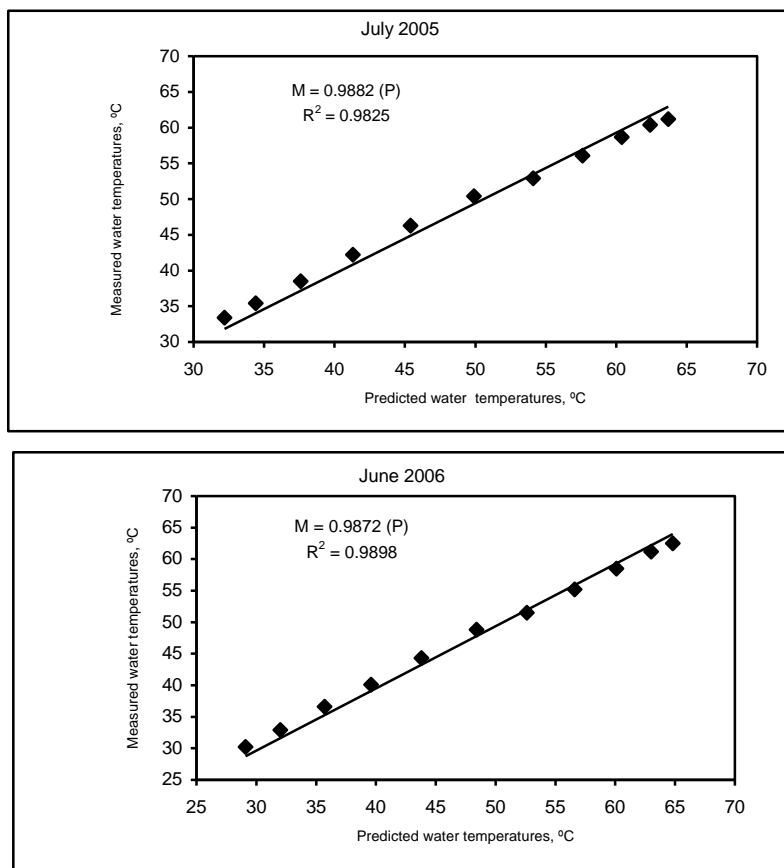 July 2005
70
65
60
55
50
45
40
35
30
Measured water temperatures, ºC
M = 0.9882 (P)
R² = 0.9825
30 35 40 45 50 55 60 65 70
Predicted water temperatures, ºC
June 2006
70
65
60
55
50
45
40
35
30
25
Measured water temperatures, ºC
M = 0.9872 (P)
R² = 0.9898
25 30 35 40 45 50 55 60 65 70
Predicted water temperatures, ºC